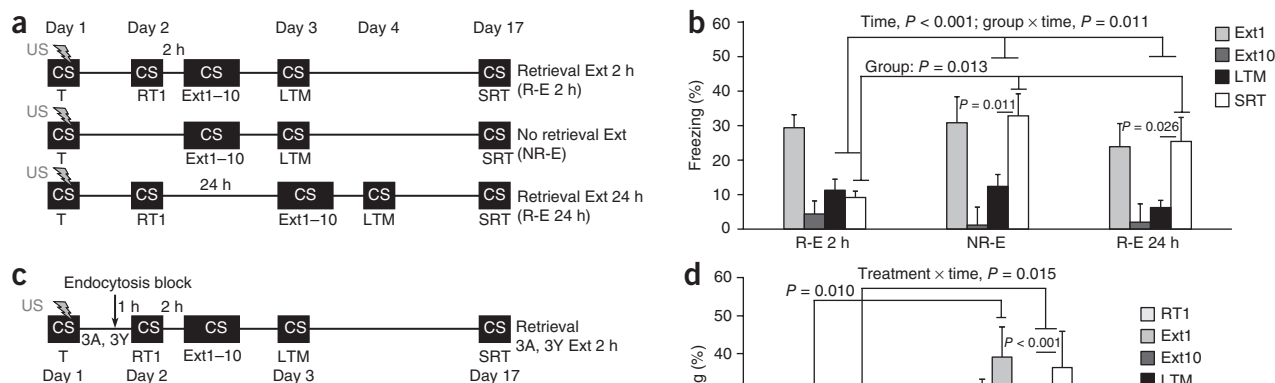 a
Day 1 Day 2 Day 3 Day 4 Day 17
US
2 h
CS CS CS CS CS
Retrieval Ext 2 h
(R-E 2 h)
T RT1 Ext1–10 LTM SRT
US
CS CS CS CS
No retrieval Ext
(NR-E)
T Ext1–10 LTM SRT
US
24 h
CS CS CS CS CS
Retrieval Ext 24 h
(R-E 24 h)
T RT1 Ext1–10 LTM SRT
b
Time, P < 0.001; group × time, P = 0.011
Group: P = 0.013
P = 0.011
P = 0.026
Freezing (%)
60
50
40
30
20
10
0
R-E 2 h NR-E R-E 24 h
Ext1
Ext10
LTM
SRT
c
Endocytosis block
US
1 h 2 h
CS CS CS CS CS
Retrieval
3A, 3Y Ext 2 h
3A, 3Y
T RT1 Ext1–10 LTM SRT
Day 1 Day 2 Day 3 Day 17
d
Treatment × time, P = 0.015
P = 0.010
P < 0.001
60
50
40
RT1
Ext1
Ext10
LTM